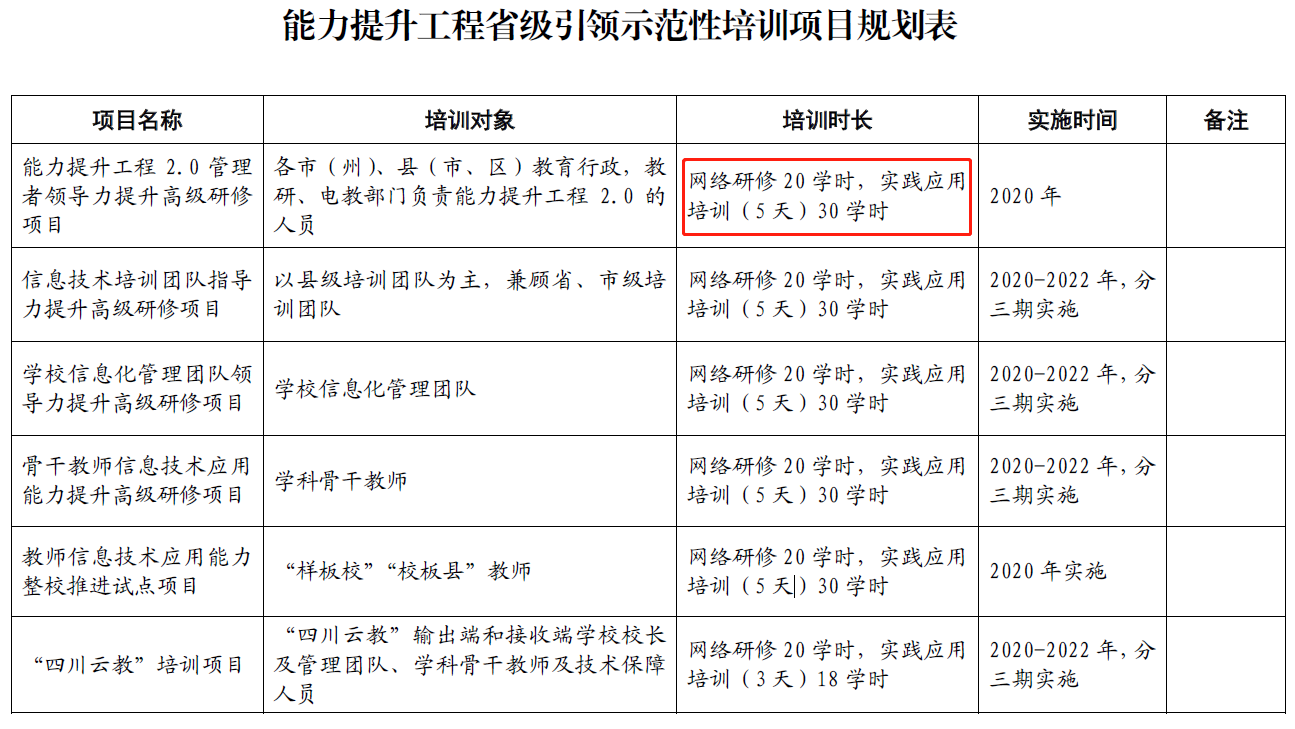 能力提升工程省级引领示范性培训项目规划表
项目名称
培训对象
培训时长
实施时间
备注
能力提升工程 2.0 管理
者领导力提升高级研修
项目
各市（州）、县（市、区）教育行政，教
研、电教部门负责能力提升工程 2.0 的
人员
网络研修 20 学时，实践应用
培训（5 天）30 学时
2020 年
信息技术培训团队指导
力提升高级研修项目
以县级培训团队为主，兼顾省、市级培
训团队
网络研修 20 学时，实践应用
培训（5 天）30 学时
2020-2022 年，分
三期实施
学校信息化管理团队领
导力提升高级研修项目
学校信息化管理团队
网络研修 20 学时，实践应用
培训（5 天）30 学时
2020-2022 年，分
三期实施
骨干教师信息技术应用
能力提升高级研修项目
学科骨干教师
网络研修 20 学时，实践应用
培训（5 天）30 学时
2020-2022 年，分
三期实施
教师信息技术应用能力
整校推进试点项目
“样板校”“校板县”教师
网络研修 20 学时，实践应用
培训（5 天）30 学时
2020 年实施
“四川云教”培训项目
“四川云教”输出端和接收端学校校长
及管理团队、学科骨干教师及技术保障
人员
网络研修 20 学时，实践应用
培训（3 天）18 学时
2020-2022 年，分
三期实施